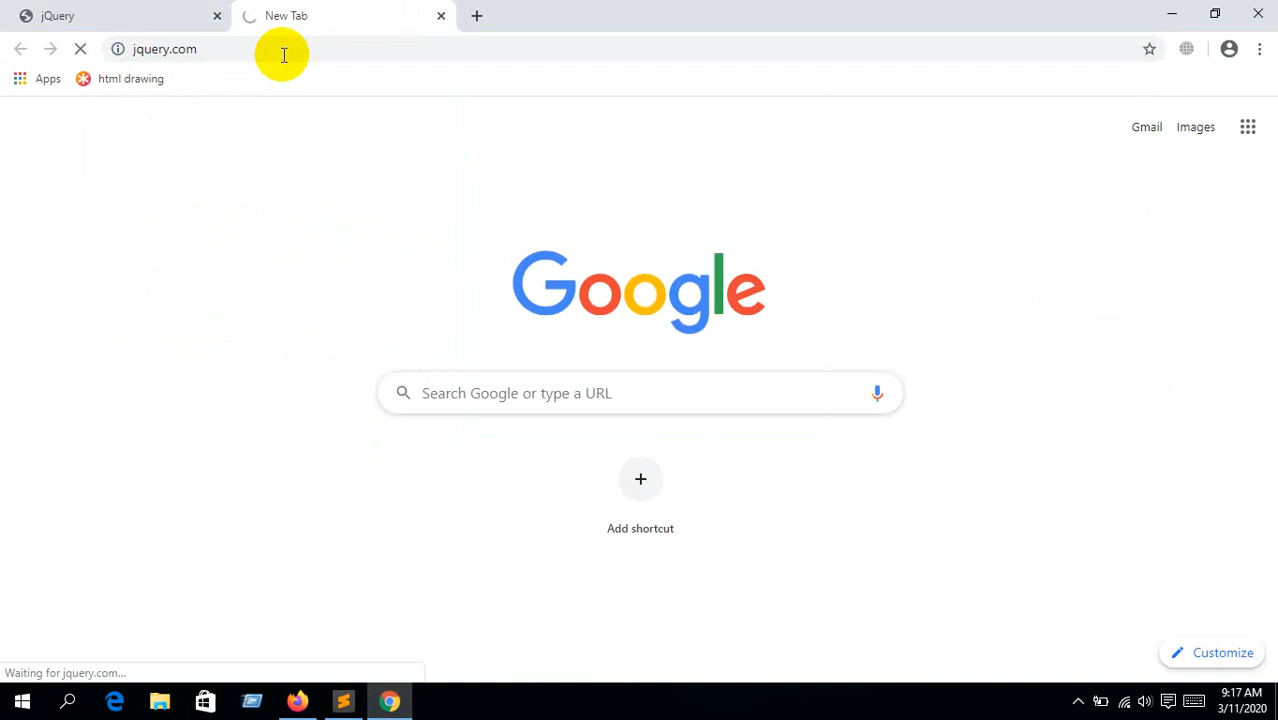 jQuery
New Tab
jquery.com
Apps
html drawing
Gmail
Images
Google
Search Google or type a URL
Add shortcut
Customize
Waiting for jquery.com...
9:17 AM
3/11/2020